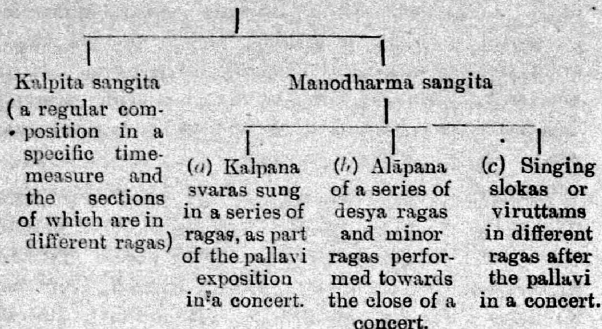 Kalpita sangita
(a regular com-
position in a
specific time-
measure and
the sections
of which are in
different ragas)
Manodharma sangita
(a) Kalpana
svaras sung
in a series of
ragas, as part
of the pallavi
exposition
in a concert.
(b) Alāpana
of a series of
desya ragas
and minor
ragas perfor-
med towards
the close of a
concert.
(c) Singing
slokas or
viruttams
in different
ragas after
the pallavi
in a concert.